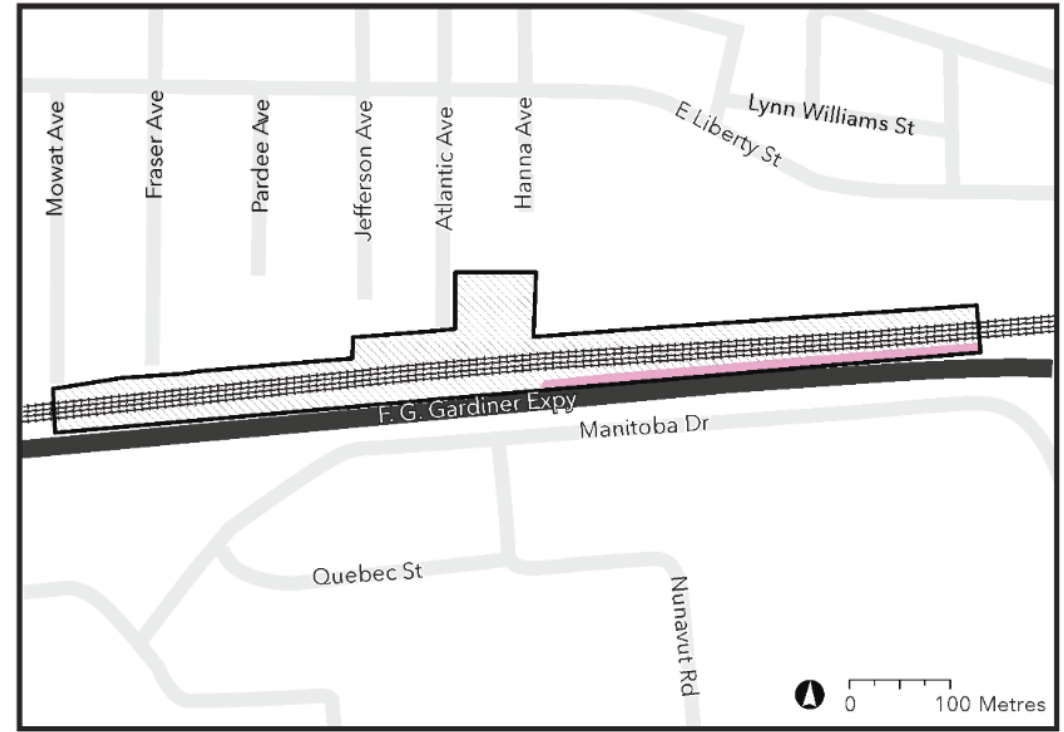 Mowat Ave
Fraser Ave
Pardee Ave
Jefferson Ave
Atlantic Ave
Hanna Ave
E Liberty St
Lynn Williams St
F. G. Gardiner Expy
Manitoba Dr
Quebec St
Nunavut Rd
0 100 Metres